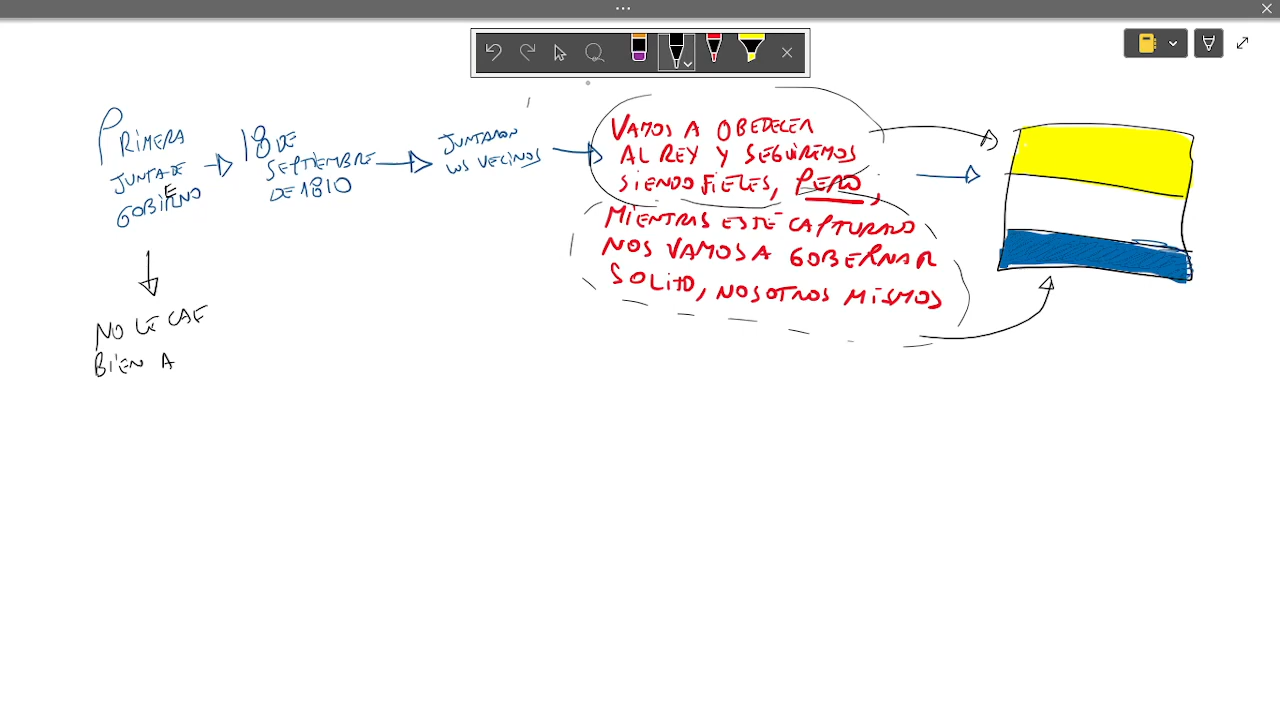 PRIMERA
JUNTA DE
GOBIERNO
18 DE
SEPTIEMBRE
DE 1810
JUNTARON
LOS VECINOS
VAMOS A OBEDECER
AL REY Y SEGUIREMOS
SIENDO FIELES, PERO,
MIENTRAS ESTÉ CAPTURADO
NOS VAMOS A GOBERNAR
SOLITO, NOSOTROS MISMOS
NO LE CAE
BIEN A